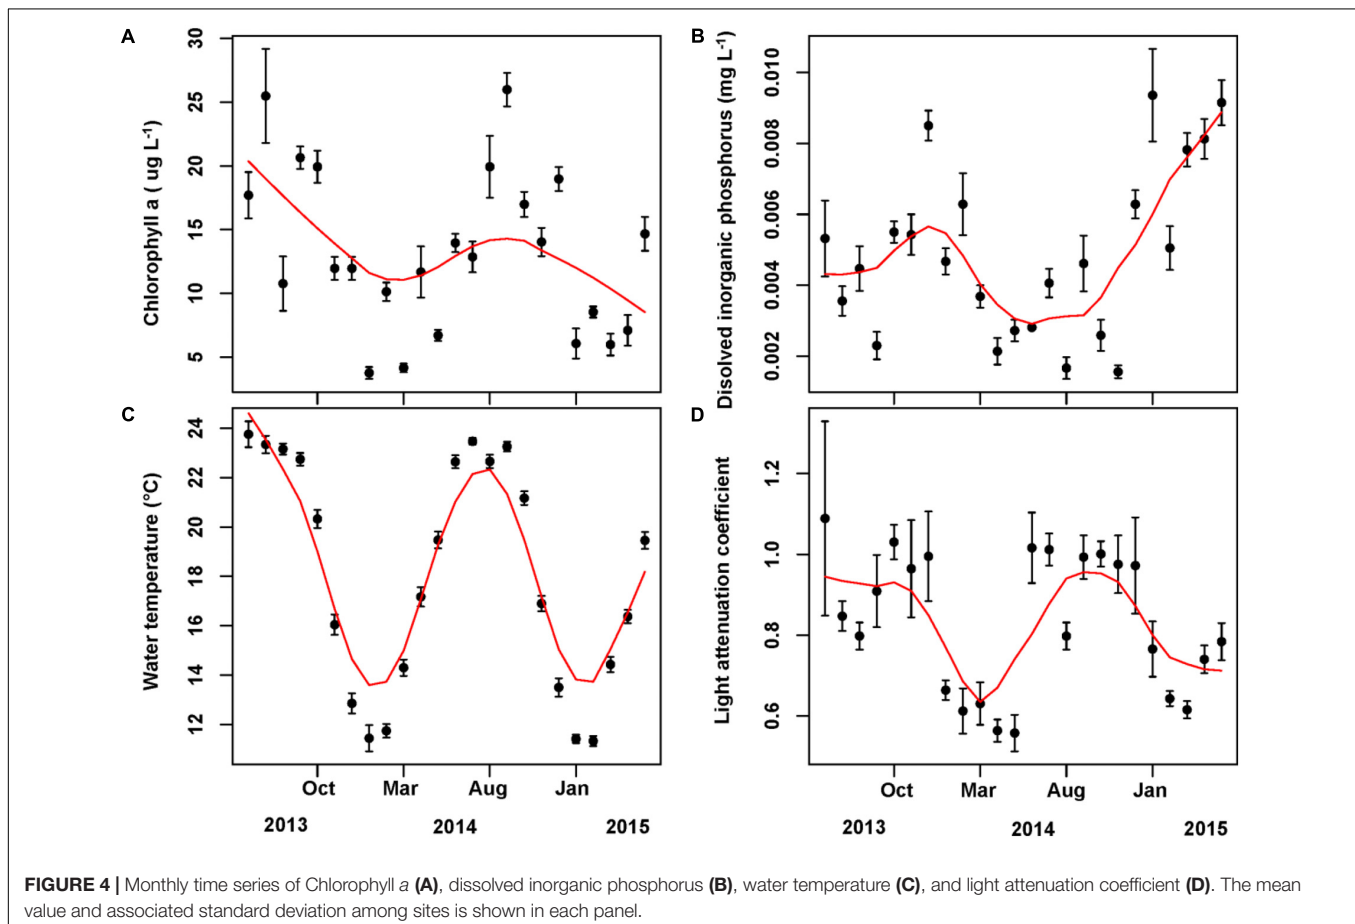 A
Chlorophyll a ( ug L-1)
30
25
20
15
10
5
B
Disolved inorganic phosphorus (mg L-1)
0.010
0.008
0.006
0.004
0.002
C
Water temperature (°C)
24
22
20
18
16
14
12
Oct Mar Aug Jan
2013 2014 2015
D
Light attenuation coefficient
1.2
1.0
0.8
0.6
Oct Mar Aug Jan
2013 2014 2015
FIGURE 4 | Monthly time series of Chlorophyll a (A), dissolved inorganic phosphorus (B), water temperature (C), and light attenuation coefficient (D). The mean
value and associated standard deviation among sites is shown in each panel.